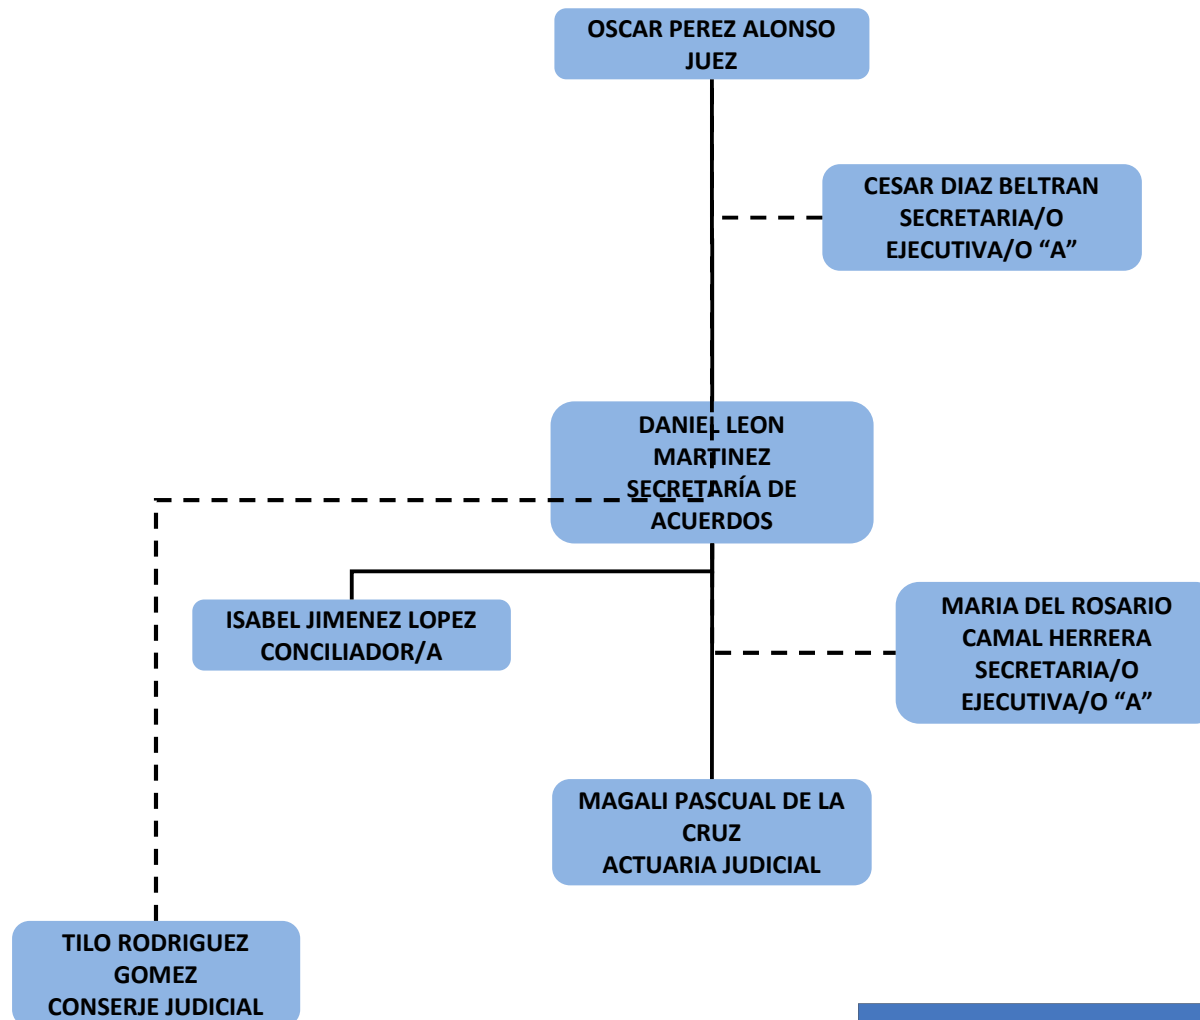 OSCAR PEREZ ALONSO
JUEZ
CESAR DIAZ BELTRAN
SECRETARIA/O
EJECUTIVA/O “A”
DANIEL LEON
MARTINEZ
SECRETARÍA DE
ACUERDOS
ISABEL JIMENEZ LOPEZ
CONCILIADOR/A
MARIA DEL ROSARIO
CAMAL HERRERA
SECRETARIA/O
EJECUTIVA/O “A”
MAGALI PASCUAL DE LA
CRUZ
ACTUARIA JUDICIAL
TILO RODRIGUEZ
GOMEZ
CONSERJE JUDICIAL